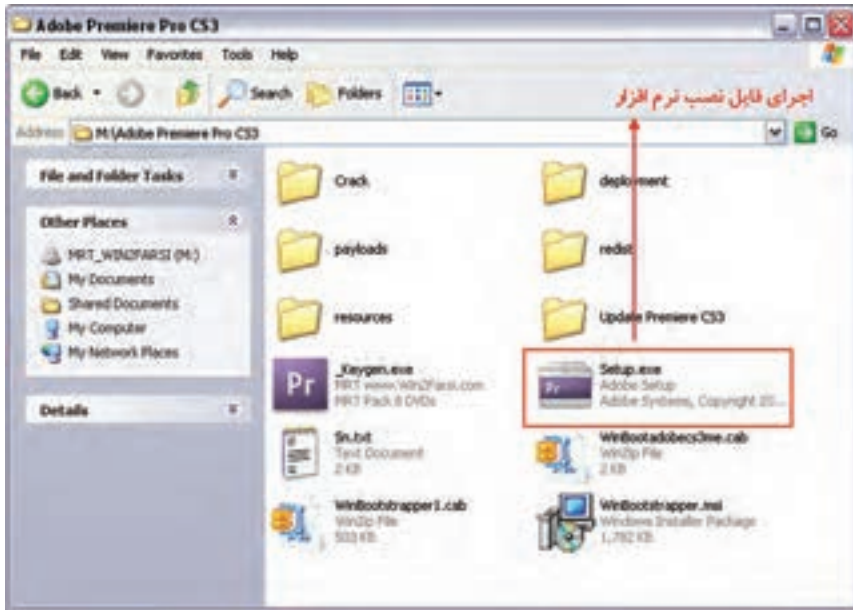 Adobe Premiere Pro CS3
File Edit View Favorites Tools Help
Back Search Folders
اجرای فایل نصب نرم افزار
Address M:\Adobe Premiere Pro CS3 Go
File and Folder Tasks
Other Places
MRT_WIN2FARSI (M:)
My Documents
Shared Documents
My Computer
My Network Places
Details
Crack
deployment
payloads
redist
resources
Update Premiere CS3
_Keygen.exe
MRT www.Win2Farsi.com
MRT Pack 8 DVDs
Setup.exe
Adobe Setup
Adobe Systems, Copyright 20...
Sn.txt
Text Document
2 KB
WinBootadobecs3me.cab
WinZip File
2 KB
WinBootstrapper1.cab
WinZip File
503 KB
WinBootstrapper.msi
Windows Installer Package
1,782 KB